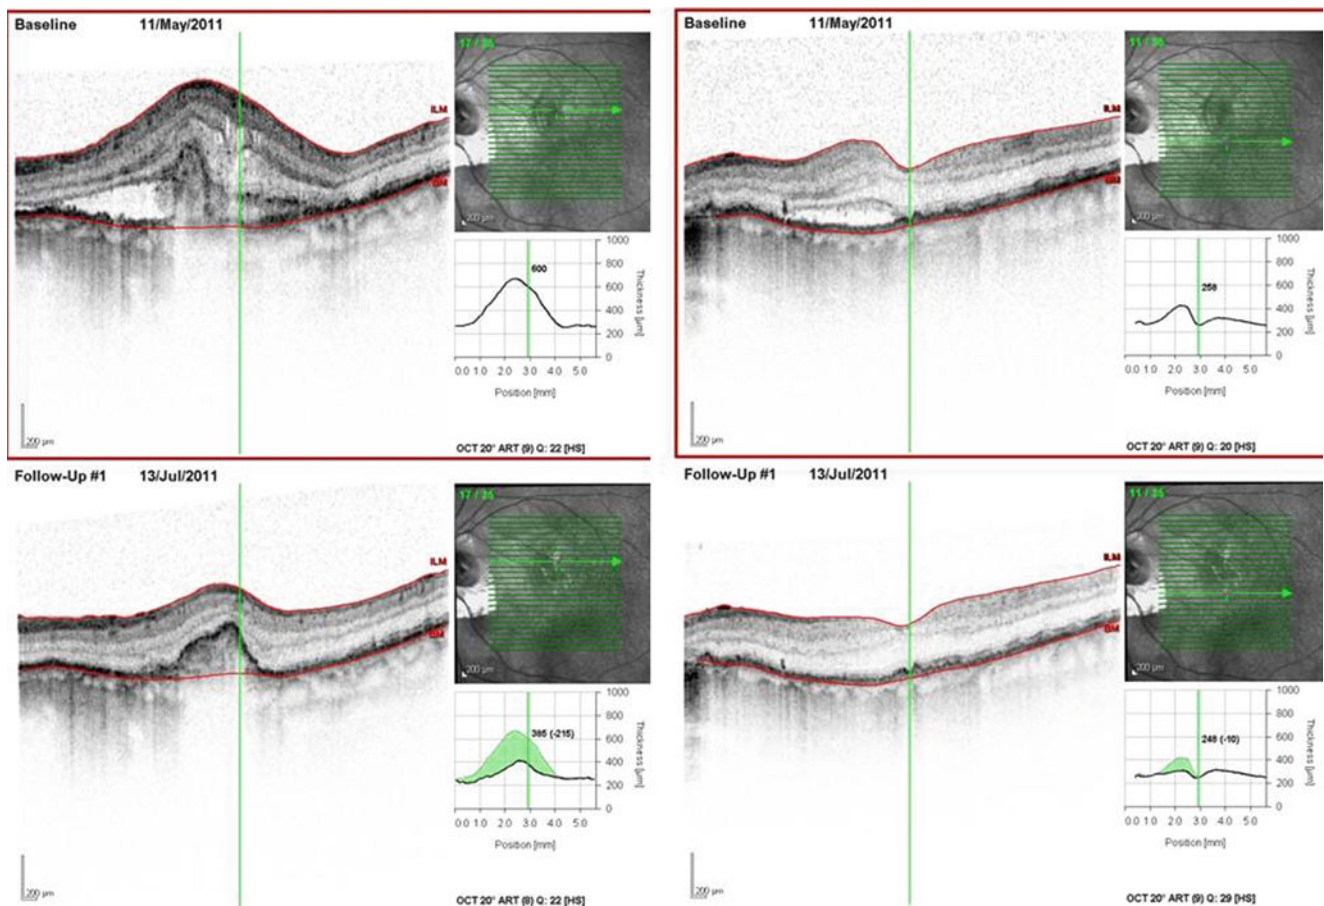 Baseline 11/May/2011
17 / 35
ILM
BM
200 µm
1000
800
600
400
200
0
Thickness [µm]
600
0.0 1.0 2.0 3.0 4.0 5.0
Position [mm]
200 µm
OCT 20° ART (9) Q: 22 [HS]
Baseline 11/May/2011
11 / 35
ILM
BM
200 µm
1000
800
600
400
200
0
Thickness [µm]
258
0.0 1.0 2.0 3.0 4.0 5.0
Position [mm]
200 µm
OCT 20° ART (9) Q: 20 [HS]
Follow-Up #1 13/Jul/2011
17 / 35
ILM
BM
200 µm
1000
800
600
400
200
0
Thickness [µm]
385 (-215)
0.0 1.0 2.0 3.0 4.0 5.0
Position [mm]
200 µm
OCT 20° ART (8) Q: 22 [HS]
Follow-Up #1 13/Jul/2011
11 / 35
ILM
BM
200 µm
1000
800
600
400
200
0
Thickness [µm]
248 (-10)
0.0 1.0 2.0 3.0 4.0 5.0
Position [mm]
200 µm
OCT 20° ART (9) Q: 29 [HS]